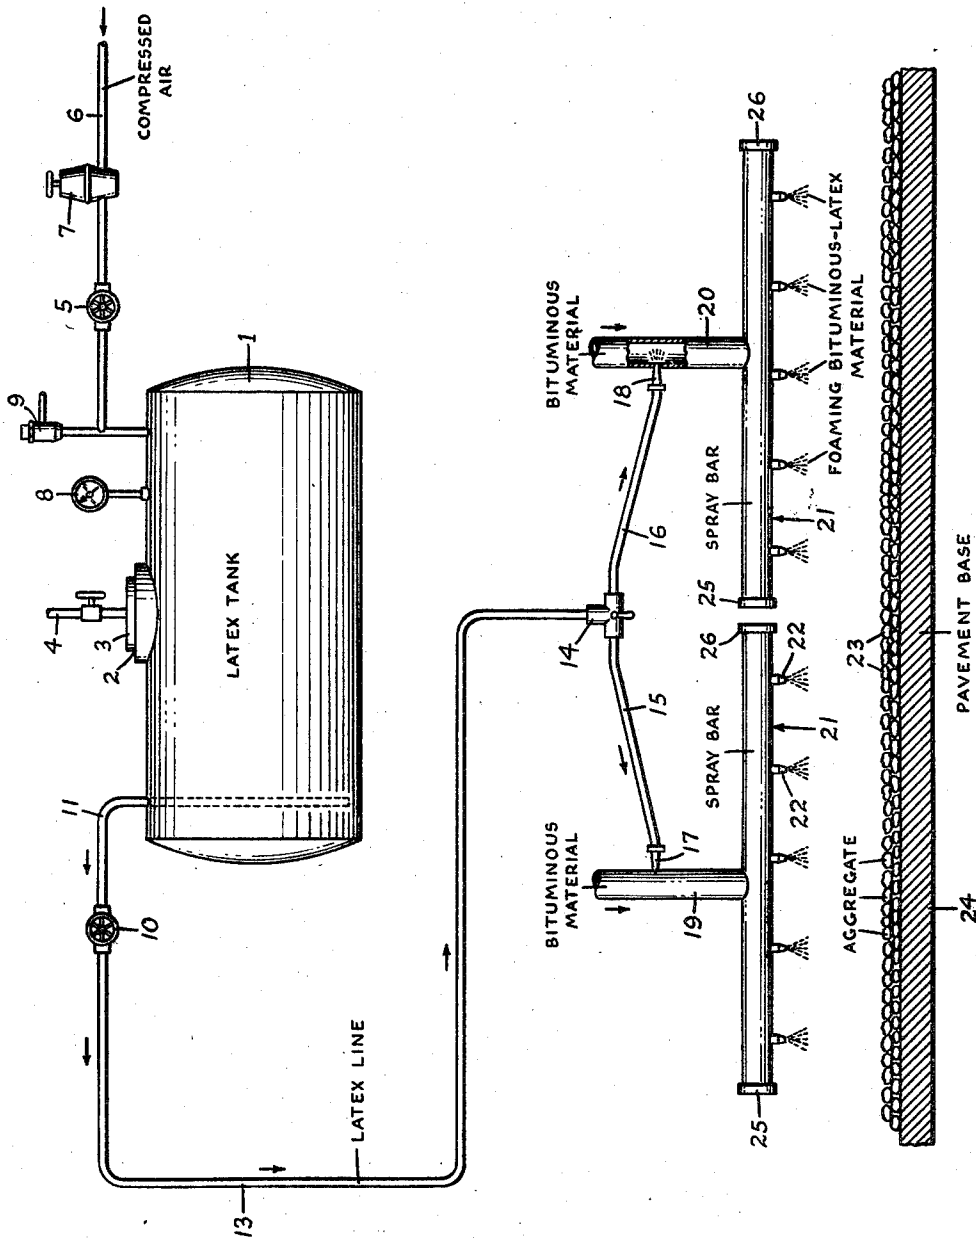 9
8
4
7
5
11
6
3
2
10
COMPRESSED
AIR
LATEX TANK
13
1
LATEX LINE
BITUMINOUS
MATERIAL
BITUMINOUS
MATERIAL
14
18
15
16
17
19
20
SPRAY BAR
SPRAY BAR
25
26
25
26
22
22
21
21
FOAMING BITUMINOUS-LATEX
MATERIAL
AGGREGATE
23
PAVEMENT BASE
24